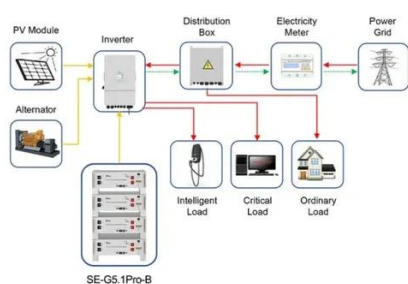 PV Module
Inverter
Distribution
Box
Electricity
Meter
Power
Grid
Alternator
Intelligent
Load
Critical
Load
Ordinary
Load
SE-G5.1Pro-B